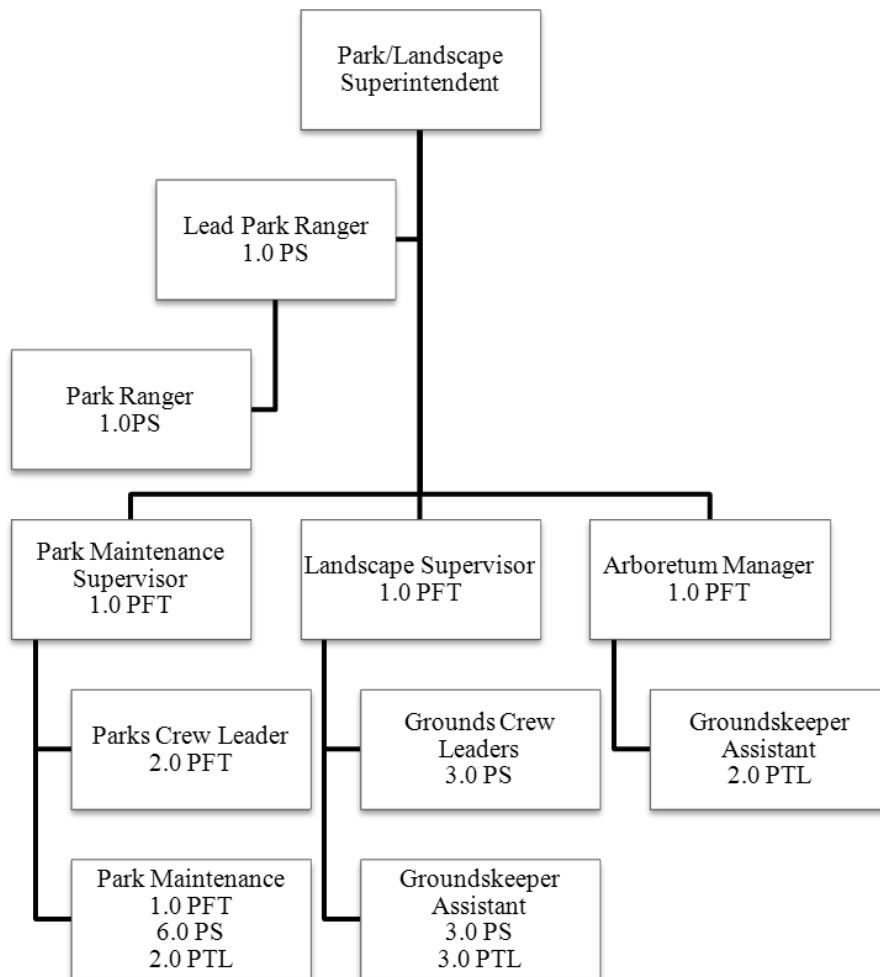 Park/Landscape
Superintendent
Lead Park Ranger
1.0 PS
Park Ranger
1.0PS
Park Maintenance
Supervisor
1.0 PFT
Landscape Supervisor
1.0 PFT
Arboretum Manager
1.0 PFT
Parks Crew Leader
2.0 PFT
Grounds Crew
Leaders
3.0 PS
Groundskeeper
Assistant
2.0 PTL
Park Maintenance
1.0 PFT
6.0 PS
2.0 PTL
Groundskeeper
Assistant
3.0 PS
3.0 PTL